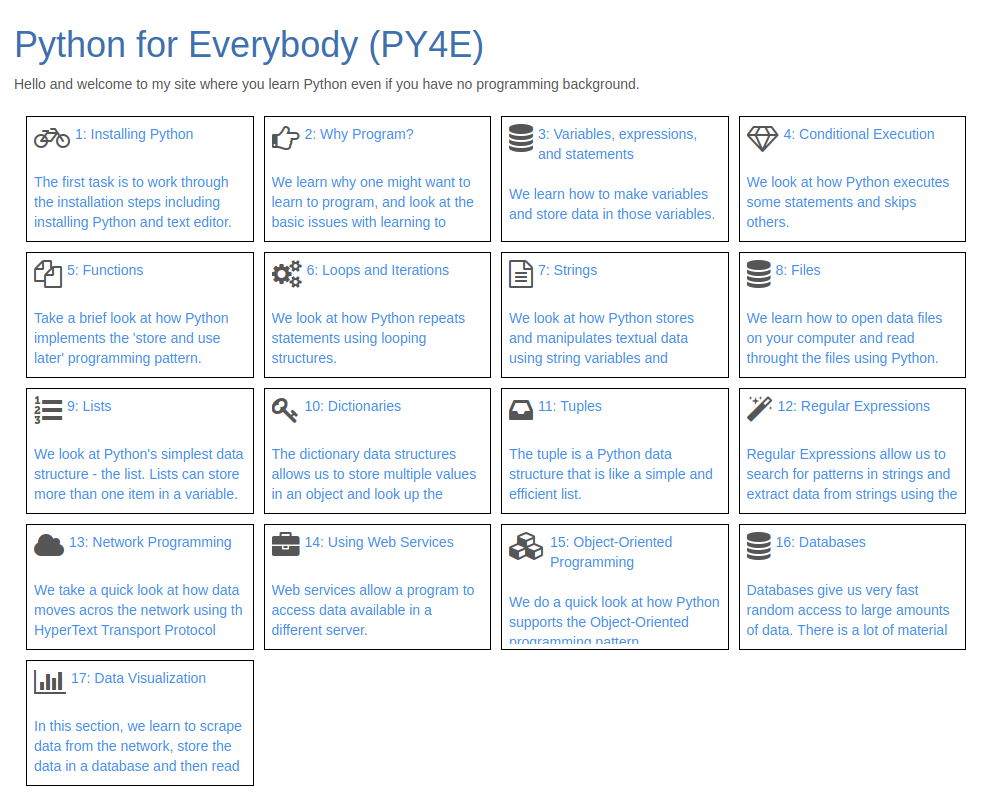 Python for Everybody (PY4E)
Hello and welcome to my site where you learn Python even if you have no programming background.
1: Installing Python
The first task is to work through
the installation steps including
installing Python and text editor.
2: Why Program?
We learn why one might want to
learn to program, and look at the
basic issues with learning to
3: Variables, expressions,
and statements
We learn how to make variables
and store data in those variables.
4: Conditional Execution
We look at how Python executes
some statements and skips
others.
5: Functions
Take a brief look at how Python
implements the 'store and use
later' programming pattern.
6: Loops and Iterations
We look at how Python repeats
statements using looping
structures.
7: Strings
We look at how Python stores
and manipulates textual data
using string variables and
8: Files
We learn how to open data files
on your computer and read
throught the files using Python.
1
2
3
9: Lists
We look at Python's simplest data
structure - the list. Lists can store
more than one item in a variable.
10: Dictionaries
The dictionary data structures
allows us to store multiple values
in an object and look up the
11: Tuples
The tuple is a Python data
structure that is like a simple and
efficient list.
12: Regular Expressions
Regular Expressions allow us to
search for patterns in strings and
extract data from strings using the
13: Network Programming
We take a quick look at how data
moves acros the network using th
HyperText Transport Protocol
14: Using Web Services
Web services allow a program to
access data available in a
different server.
15: Object-Oriented
Programming
We do a quick look at how Python
supports the Object-Oriented
programming pattern
16: Databases
Databases give us very fast
random access to large amounts
of data. There is a lot of material
17: Data Visualization
In this section, we learn to scrape
data from the network, store the
data in a database and then read